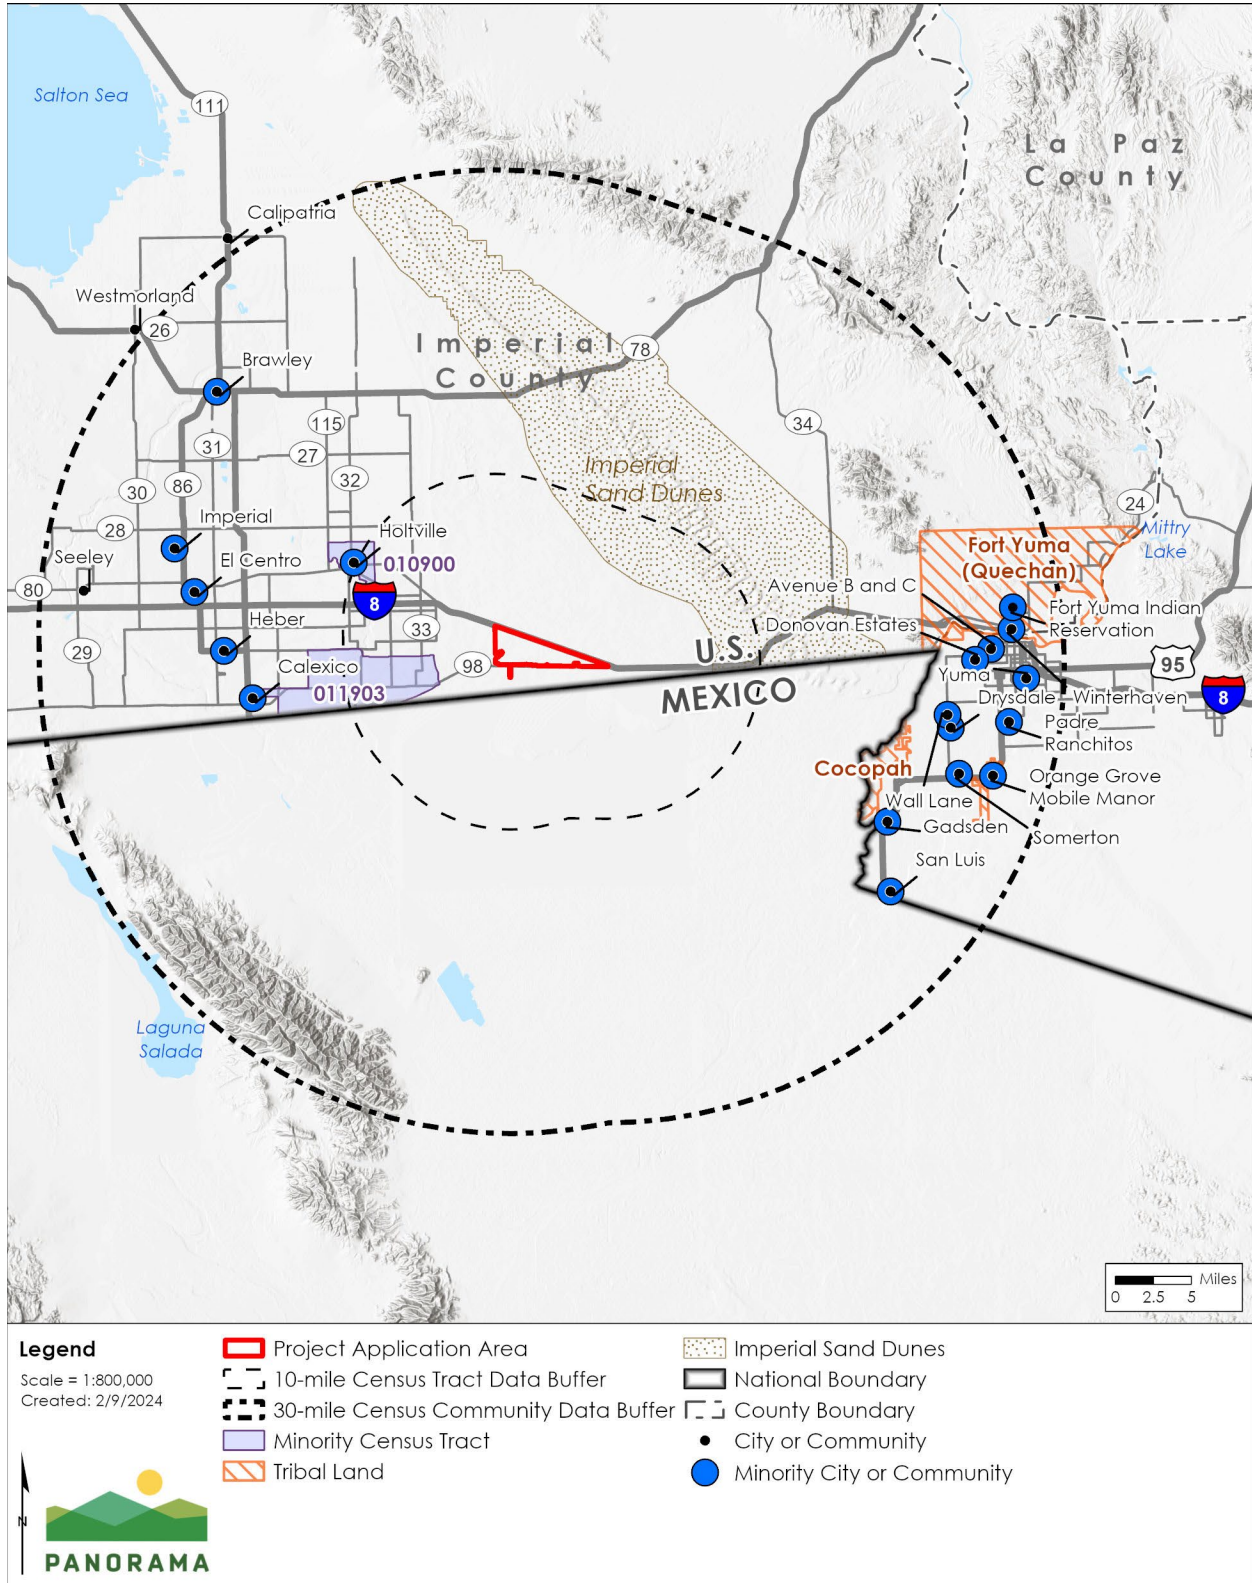 Salton Sea
111
La Paz
County
Calipatria
Westmorland
26
Imperial
County
78
Brawley
34
115
31
27
Imperial
Sand Dunes
32
30
86
24
28
Imperial
Holtville
Mittry
Lake
Seeley
El Centro
010900
Fort Yuma
(Quechan)
80
8
Avenue B and C
Fort Yuma Indian
Reservation
Heber
33
Donovan Estates
29
98
U.S.
95
Calexico
011903
MEXICO
Yuma
Drysdale
Winterhaven
8
Padre
Ranchitos
Cocopah
Orange Grove
Mobile Manor
Wall Lane
Gadsden
Somerton
San Luis
Laguna
Salada
Miles
0 2.5 5
Legend
Scale = 1:800,000
Created: 2/9/2024
N
PANORAMA
Project Application Area
10-mile Census Tract Data Buffer
30-mile Census Community Data Buffer
Minority Census Tract
Tribal Land
Imperial Sand Dunes
National Boundary
County Boundary
City or Community
Minority City or Community